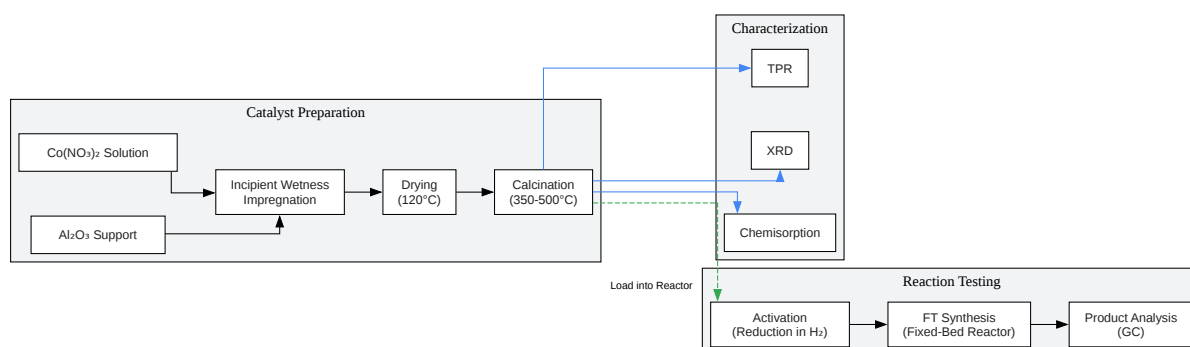 Characterization
TPR
XRD
Chemisorption
Catalyst Preparation
Co(NO₃)₂ Solution
Al₂O₃ Support
Incipient Wetness
Impregnation
Drying
(120°C)
Calcination
(350-500°C)
Load into Reactor
Reaction Testing
Activation
(Reduction in H₂)
FT Synthesis
(Fixed-Bed Reactor)
Product Analysis
(GC)